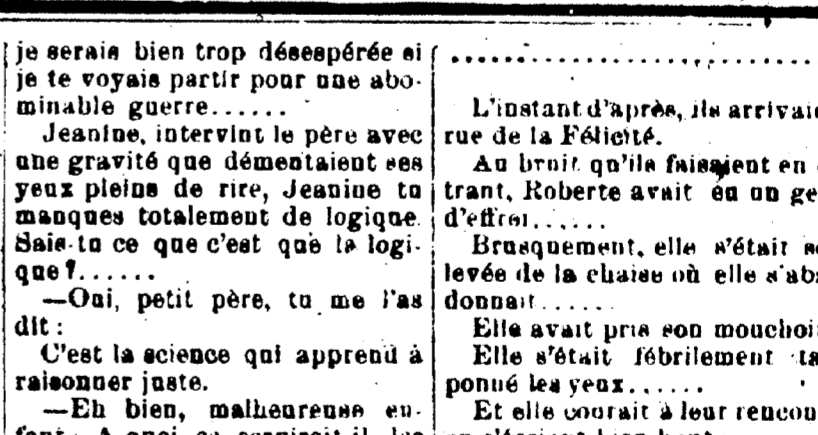 je serais bien trop désespérée si
je te voyais partir pour une abo-
minable guerre......
Jeanine, intervint le père avec
une gravité que démentaient ses
yeux pleins de rire, Jeanine tu
manques totalement de logique.
Sais-tu ce que c'est que la logi-
que ?......
—Oui, petit père, tu me l'as
dit :
C'est la science qui apprend à
raisonner juste.
—Eh bien, malheureuse en-
L'instant d'après, ils arrivaie
rue de la Félicité.
Au bruit qu'ils faisaient en
trant, Roberte avait eu un ge
d'effroi......
Brusquement, elle s'était so
levée de la chaise où elle s'aba
donnait......
Elle avait pris son mouchoi
Elle s'était fébrilement ta
ponné les yeux......
Et elle courait à leur rencon